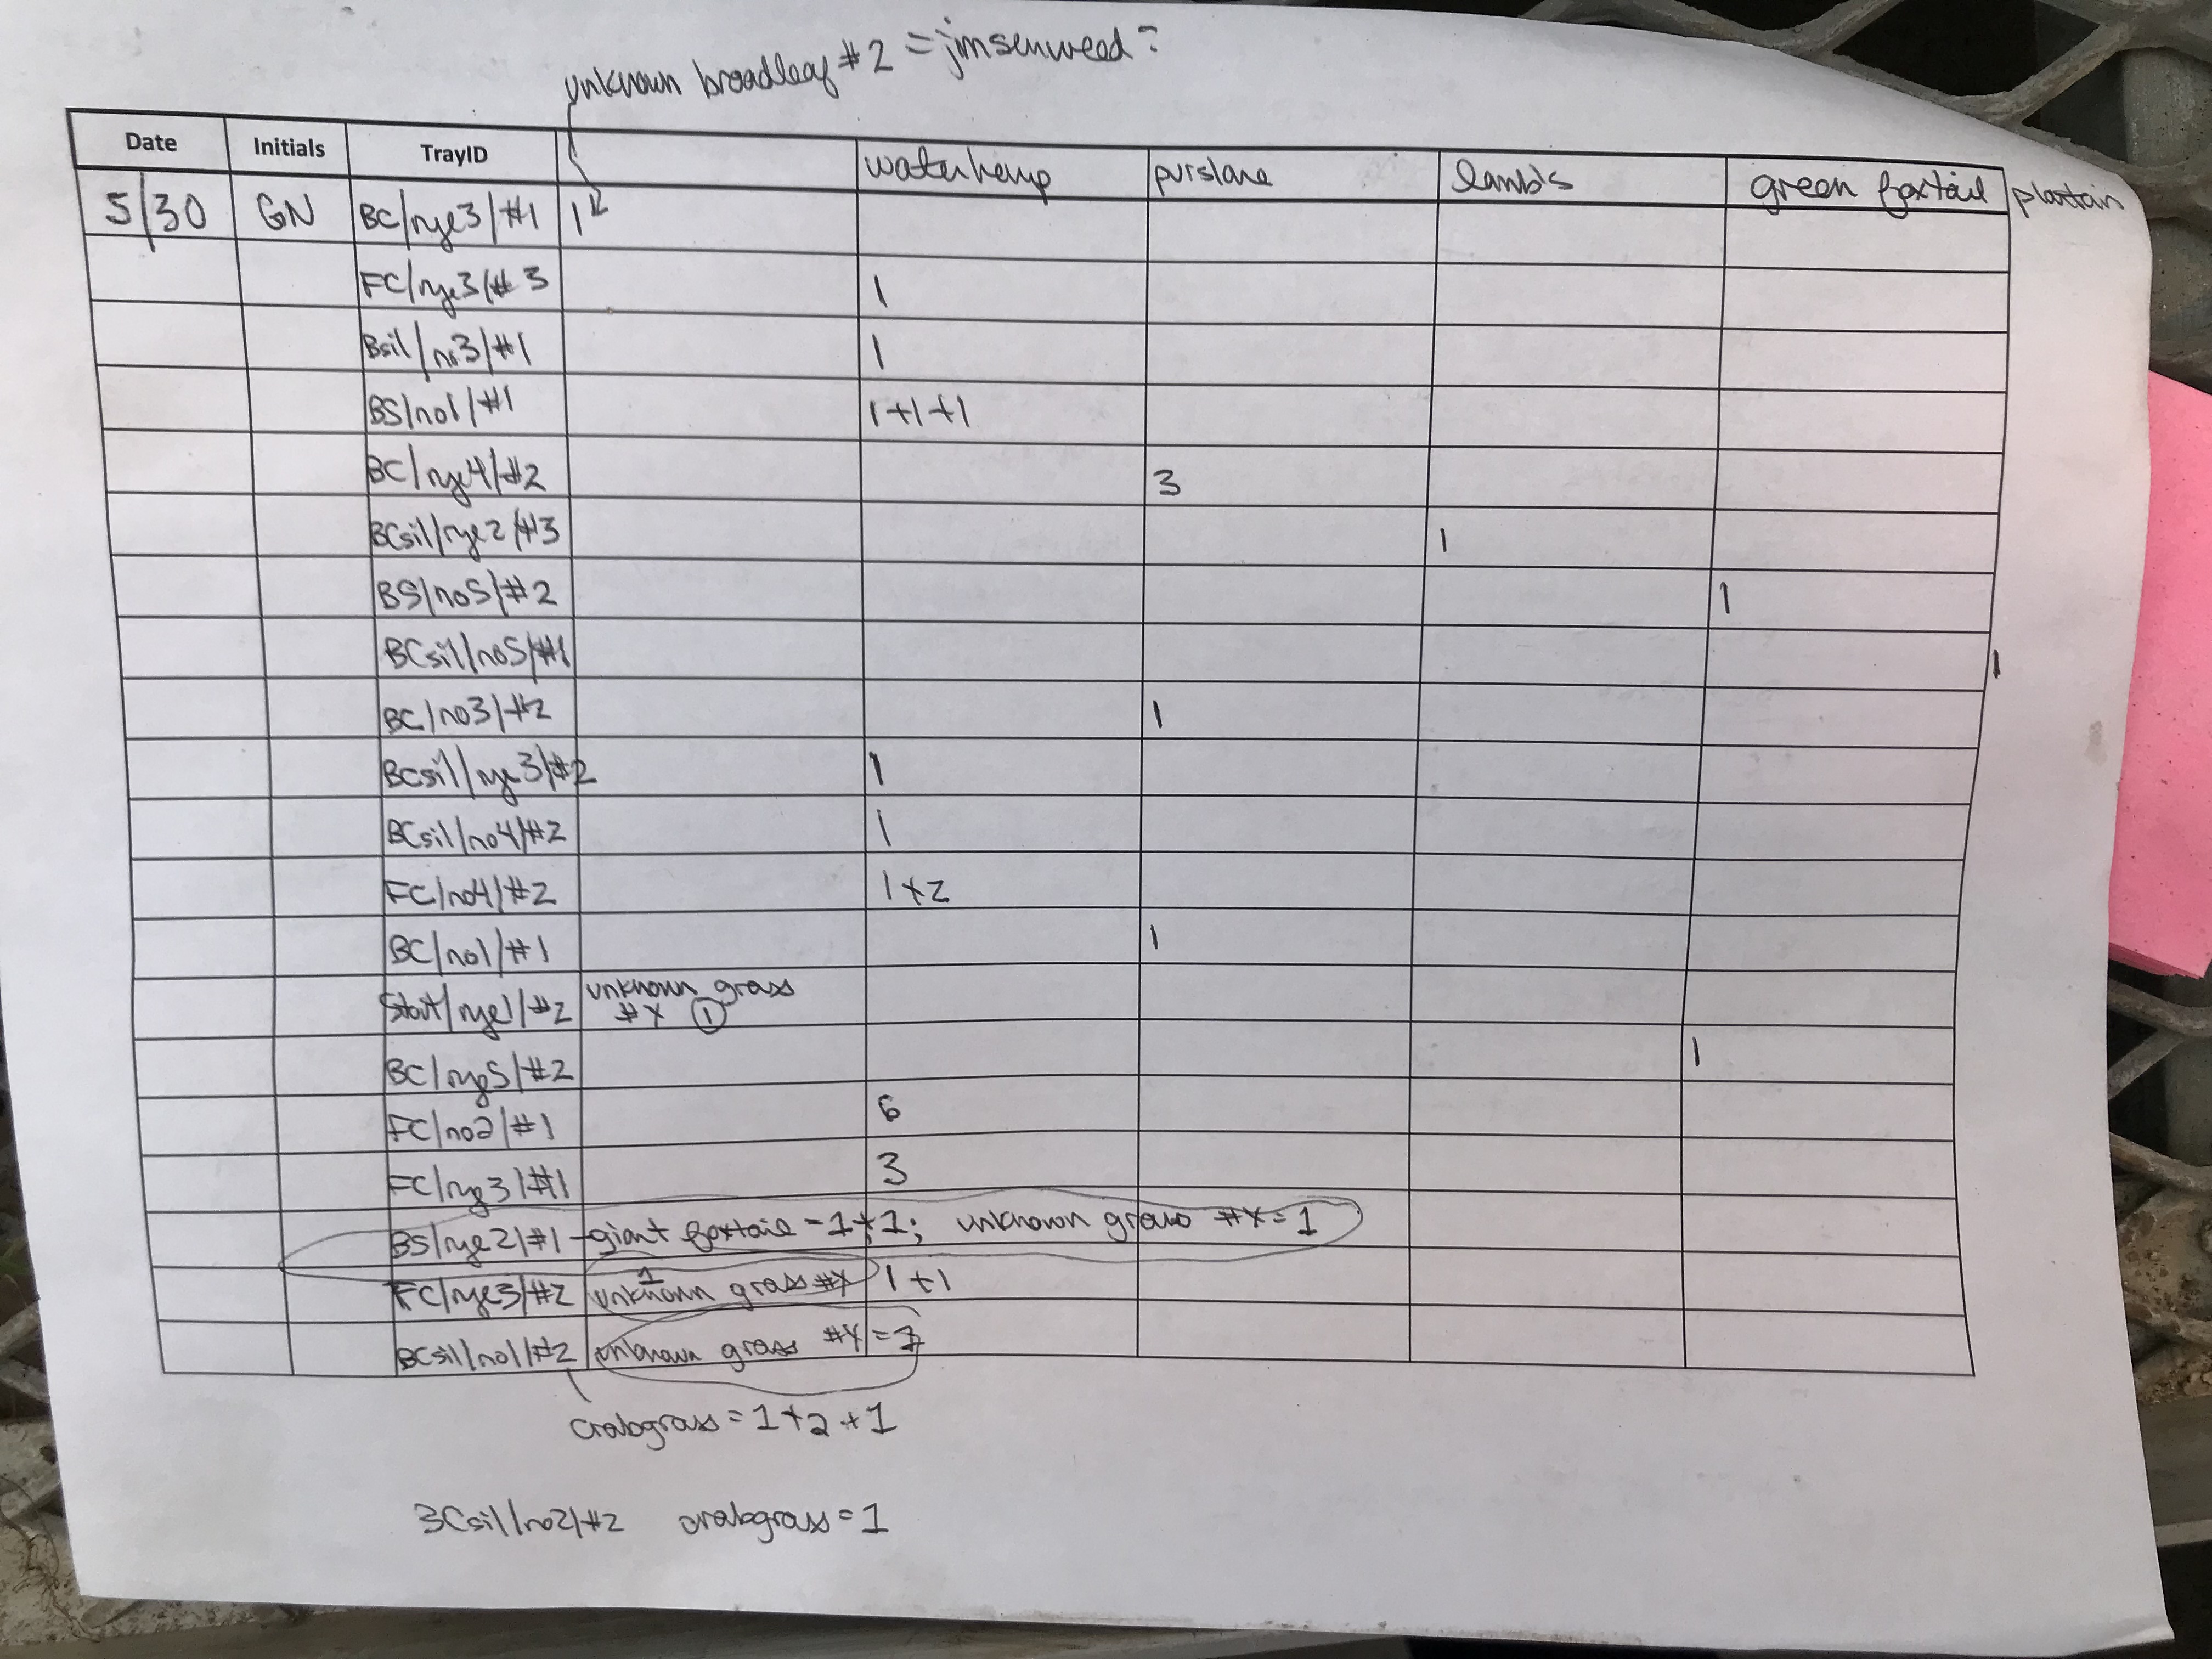 unknown broadleaf #2 = jimsenweed?
Date Initials TrayID waterhemp purslane lamb's green foxtail plantain
5/30 GN BC/rye3/#1 1
FC/rye3/#3 1
Bsil/no3/#1 1
BS/no1/#1 1+1+1
BC/rye4/#2 3
BCsil/rye2/#3 1
BS/no5/#2 1
BCsil/no5/#1 1
BC/no3/#2 1
BCsil/rye3/#2 1
BCsil/no4/#2 1
FC/no4/#2 1+2
BC/no1/#1 1
Start/rye1/#2 unknown grass
#X 1
BC/rye5/#2 1
FC/no2/#1 6
FC/rye3/#1 3
BS/rye2/#1 - giant foxtail = 1+1; unknown grass #X = 1
FC/rye3/#2 unknown grass #X 1 1+1
BCsil/no1/#2 unknown grass #Y =
crabgrass = 1+2+1
BCsil/no2/#2 crabgrass = 1